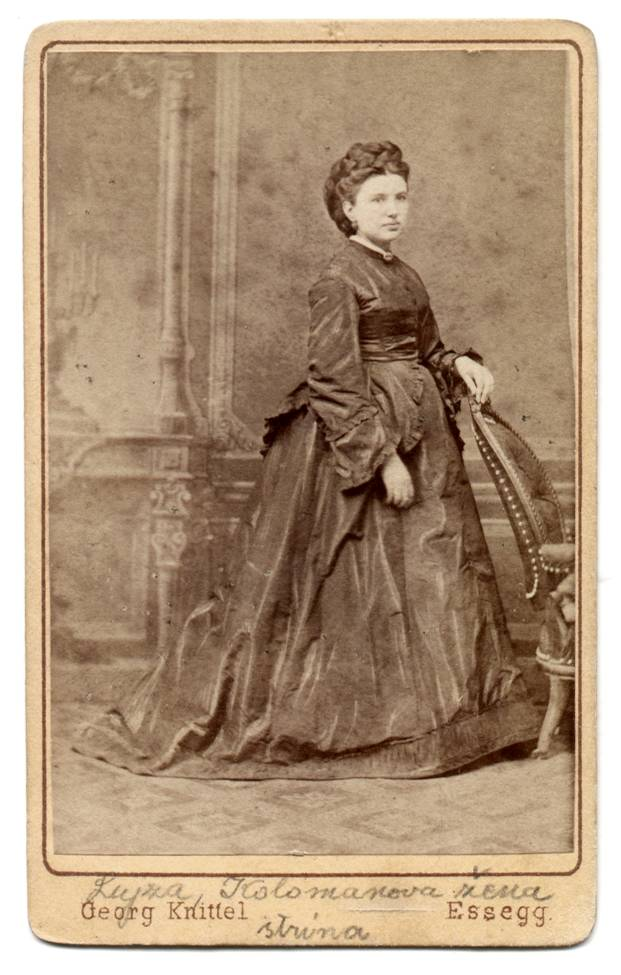 Lujza, Kolomanova žena
Georg Knittel Essegg.
strina